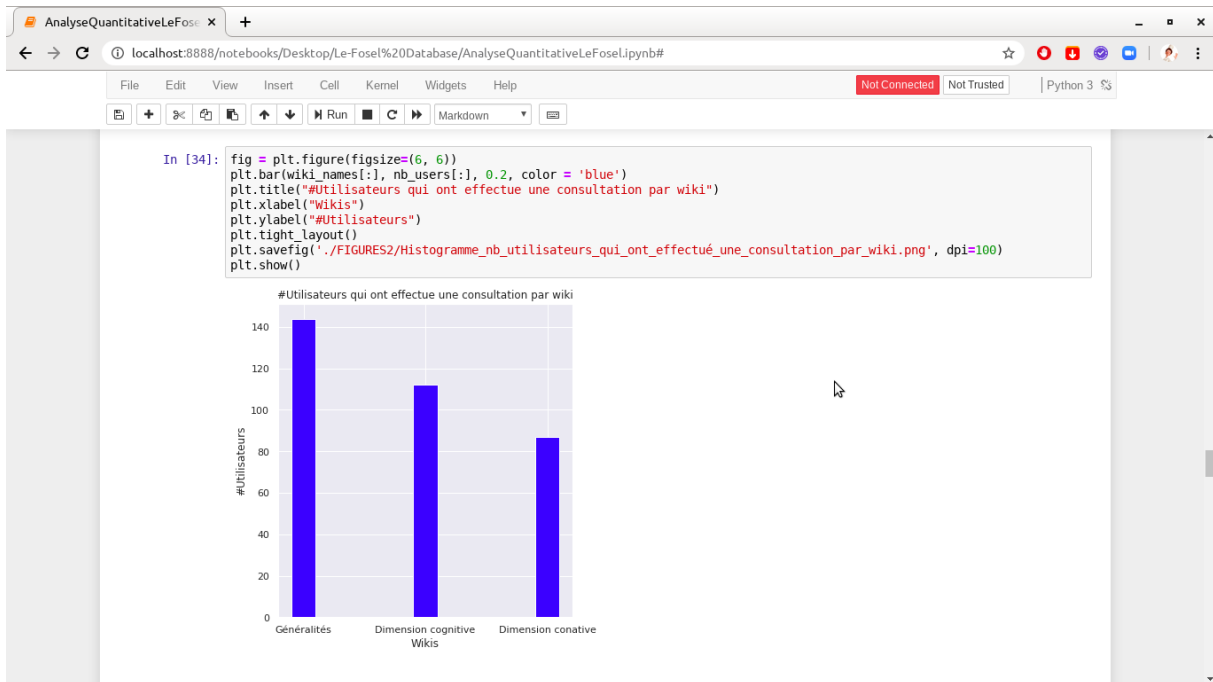 AnalyseQuantitativeLeFose
localhost:8888/notebooks/Desktop/Le-Fosel%20Database/AnalyseQuantitativeLeFosel.ipynb#
File Edit View Insert Cell Kernel Widgets Help Not Connected Not Trusted Python 3
Run Markdown
In [34]: fig = plt.figure(figsize=(6, 6))
plt.bar(wiki_names[:], nb_users[:], 0.2, color = 'blue')
plt.title("#Utilisateurs qui ont effectue une consultation par wiki")
plt.xlabel("Wikis")
plt.ylabel("#Utilisateurs")
plt.tight_layout()
plt.savefig('./FIGURES2/Histogramme_nb_utilisateurs_qui_ont_effectué_une_consultation_par_wiki.png', dpi=100)
plt.show()
#Utilisateurs qui ont effectue une consultation par wiki
140
120
100
80
60
40
20
0
#Utilisateurs
Généralités Dimension cognitive Dimension conative
Wikis